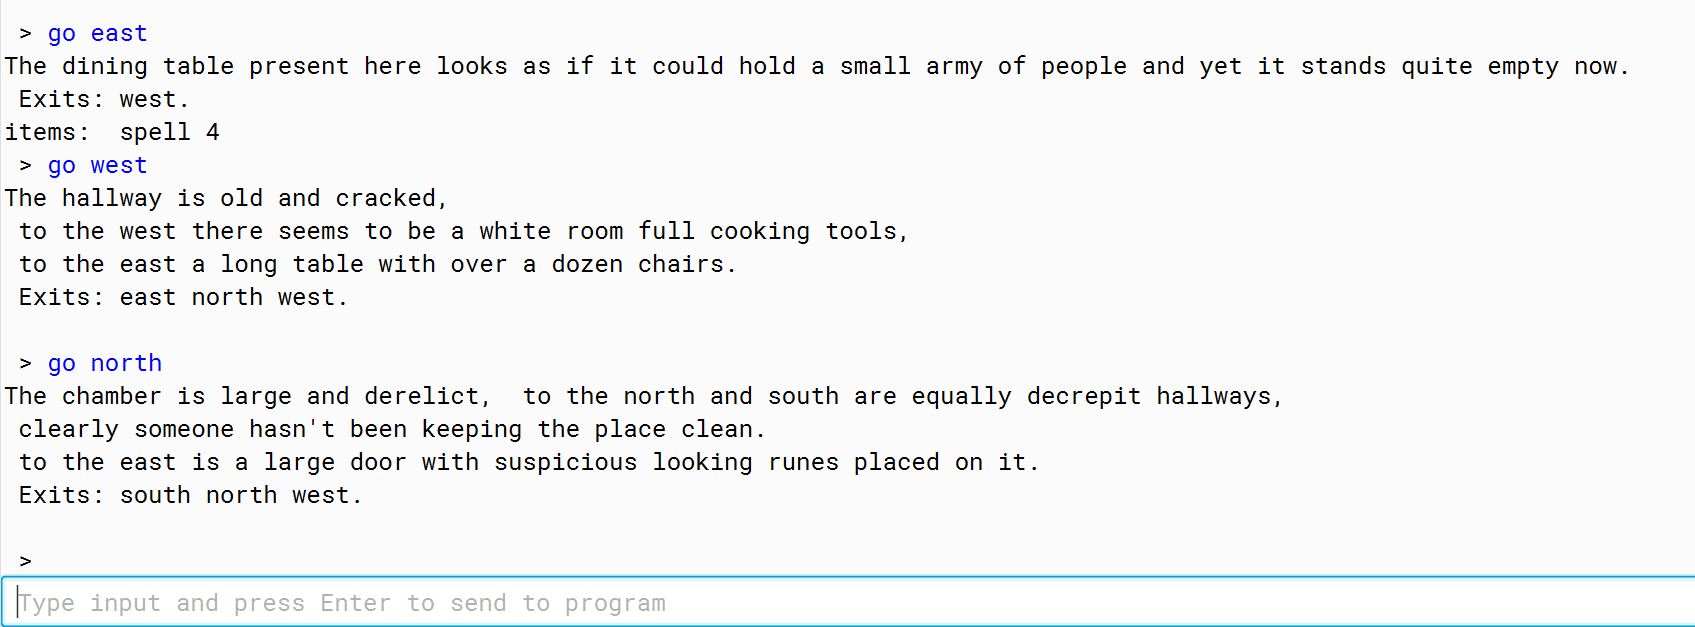 > go east
The dining table present here looks as if it could hold a small army of people and yet it stands quite empty now.
Exits: west.
items:  spell 4
> go west
The hallway is old and cracked,
to the west there seems to be a white room full cooking tools,
to the east a long table with over a dozen chairs.
Exits: east north west.
> go north
The chamber is large and derelict,  to the north and south are equally decrepit hallways,
clearly someone hasn't been keeping the place clean.
to the east is a large door with suspicious looking runes placed on it.
Exits: south north west.
>
Type input and press Enter to send to program